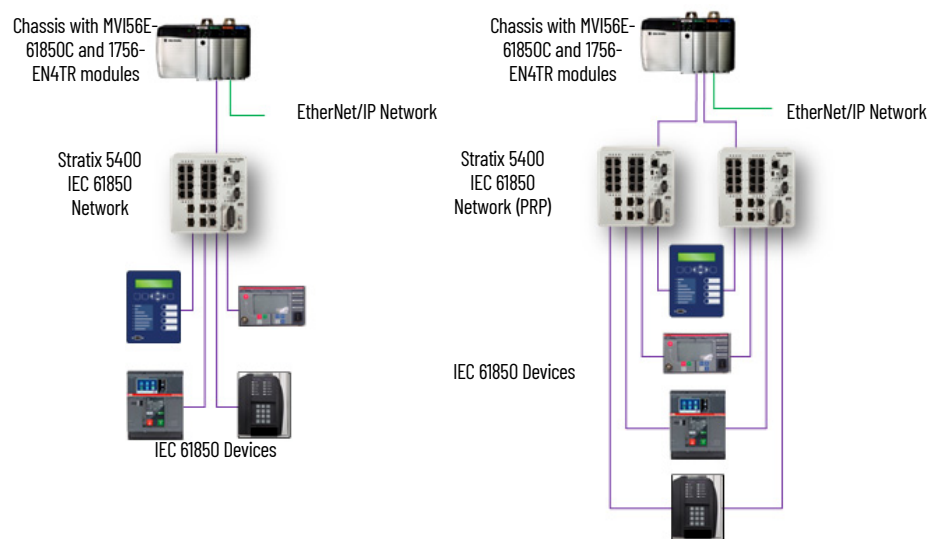 Chassis with MVI56E-
61850C and 1756-
EN4TR modules
EtherNet/IP Network
Stratix 5400
IEC 61850
Network
IEC 61850 Devices
Chassis with MVI56E-
61850C and 1756-
EN4TR modules
EtherNet/IP Network
Stratix 5400
IEC 61850
Network (PRP)
IEC 61850 Devices